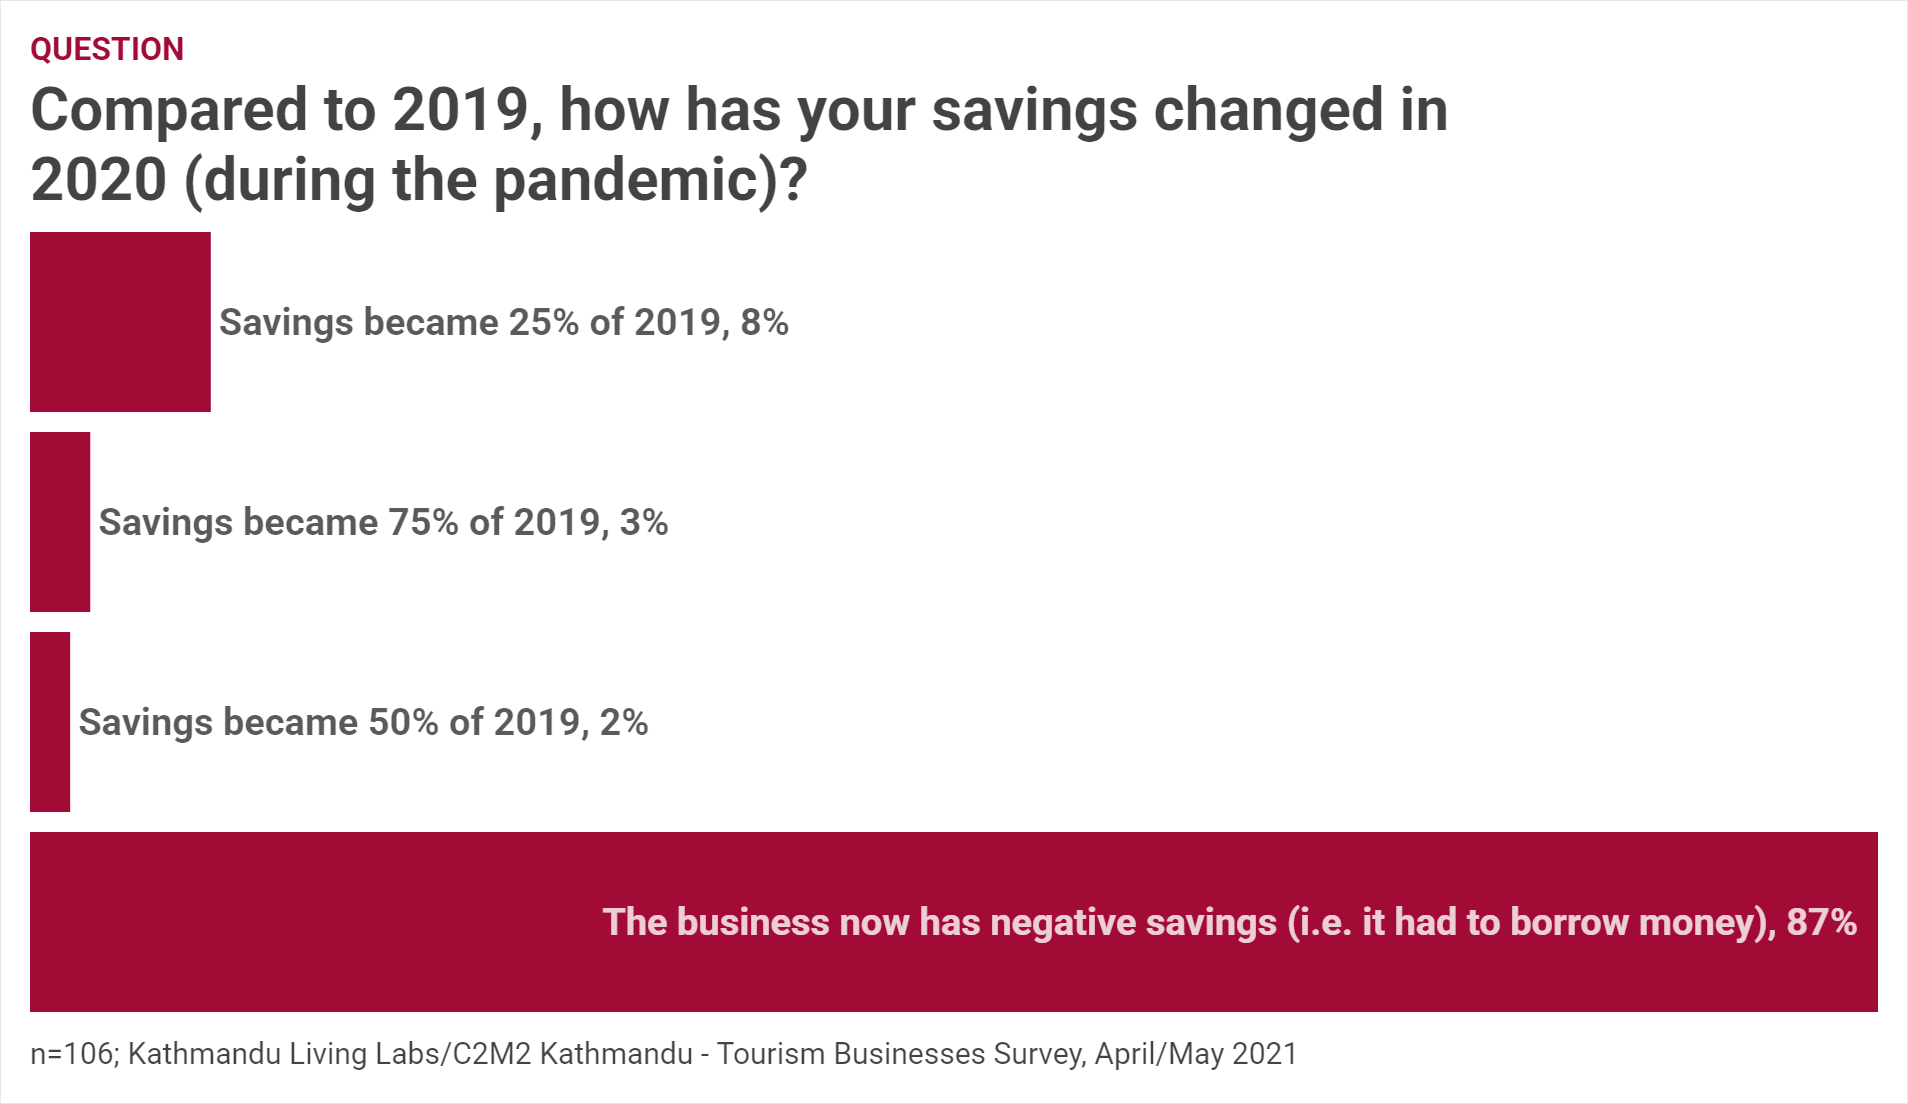 QUESTION
Compared to 2019, how has your savings changed in
2020 (during the pandemic)?
Savings became 25% of 2019, 8%
Savings became 75% of 2019, 3%
Savings became 50% of 2019, 2%
The business now has negative savings (i.e. it had to borrow money), 87%
n=106; Kathmandu Living Labs/C2M2 Kathmandu - Tourism Businesses Survey, April/May 2021